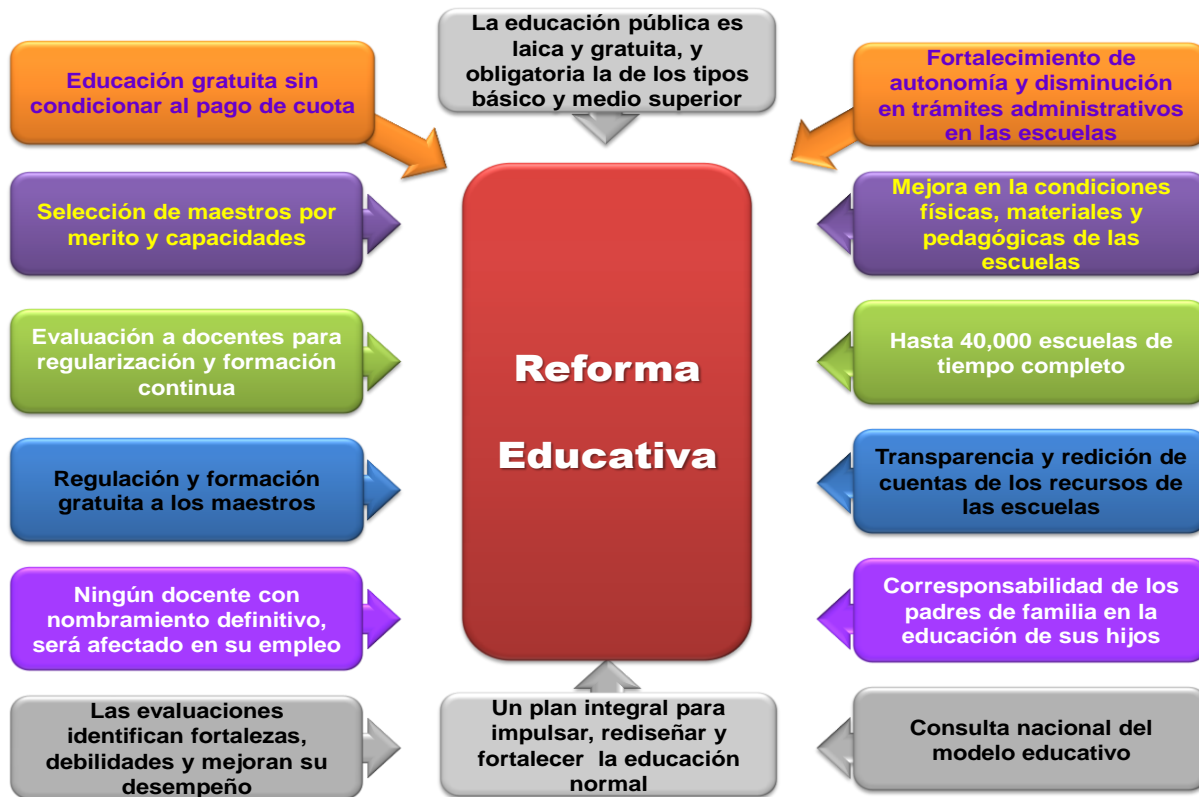 La educación pública es
laica y gratuita, y
obligatoria la de los tipos
básico y medio superior
Educación gratuita sin
condicionar al pago de cuota
Fortalecimiento de
autonomía y disminución
en trámites administrativos
en las escuelas
Selección de maestros por
merito y capacidades
Mejora en la condiciones
físicas, materiales y
pedagógicas de las
escuelas
Evaluación a docentes para
regularización y formación
continua
Hasta 40,000 escuelas de
tiempo completo
Reforma
Educativa
Regulación y formación
gratuita a los maestros
Transparencia y redición de
cuentas de los recursos de
las escuelas
Ningún docente con
nombramiento definitivo,
será afectado en su empleo
Corresponsabilidad de los
padres de familia en la
educación de sus hijos
Las evaluaciones
identifican fortalezas,
debilidades y mejoran su
desempeño
Un plan integral para
impulsar, rediseñar y
fortalecer la educación
normal
Consulta nacional del
modelo educativo